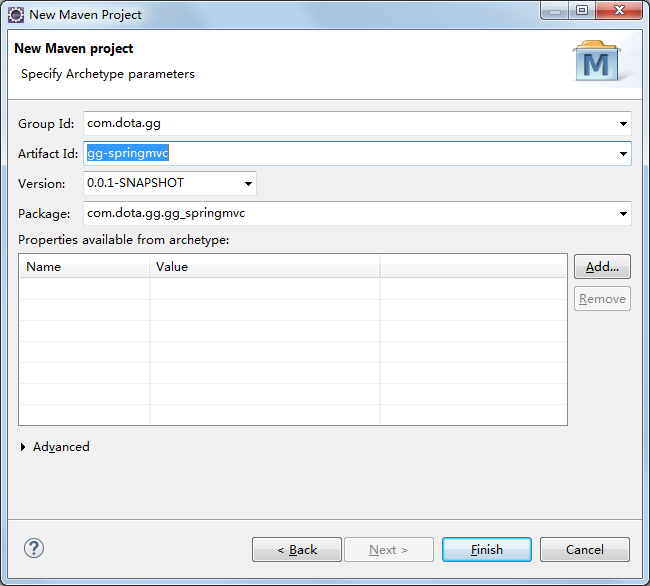 New Maven Project
New Maven project
Specify Archetype parameters
M
Group Id: com.dota.gg
Artifact Id: gg-springmvc
Version: 0.0.1-SNAPSHOT
Package: com.dota.gg.gg_springmvc
Properties available from archetype:
Name Value
Add...
Remove
Advanced
? < Back Next > Finish Cancel